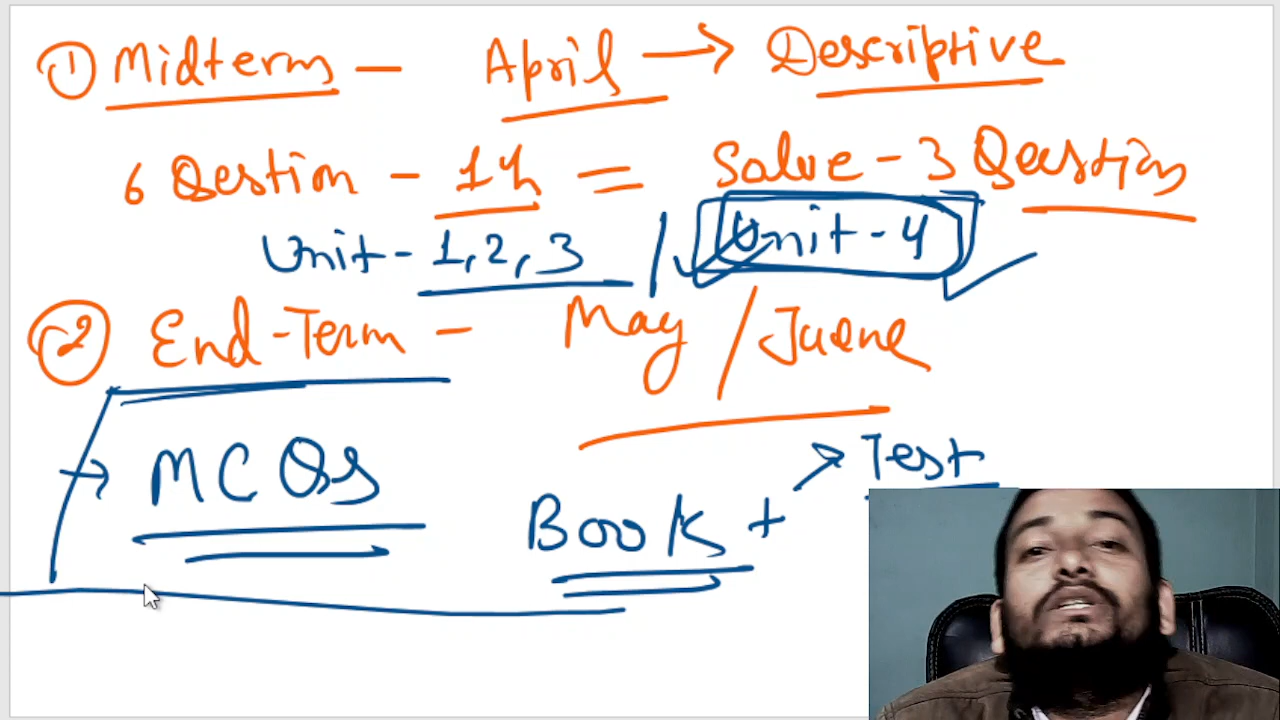 ① Midterm - April → Descriptive
6 Qestion - 1h = Solve - 3 Qeestion
Unit - 1, 2, 3 / Unit - 4
② End-Term - May / Juene
→ MCQs
→ Test
Book +